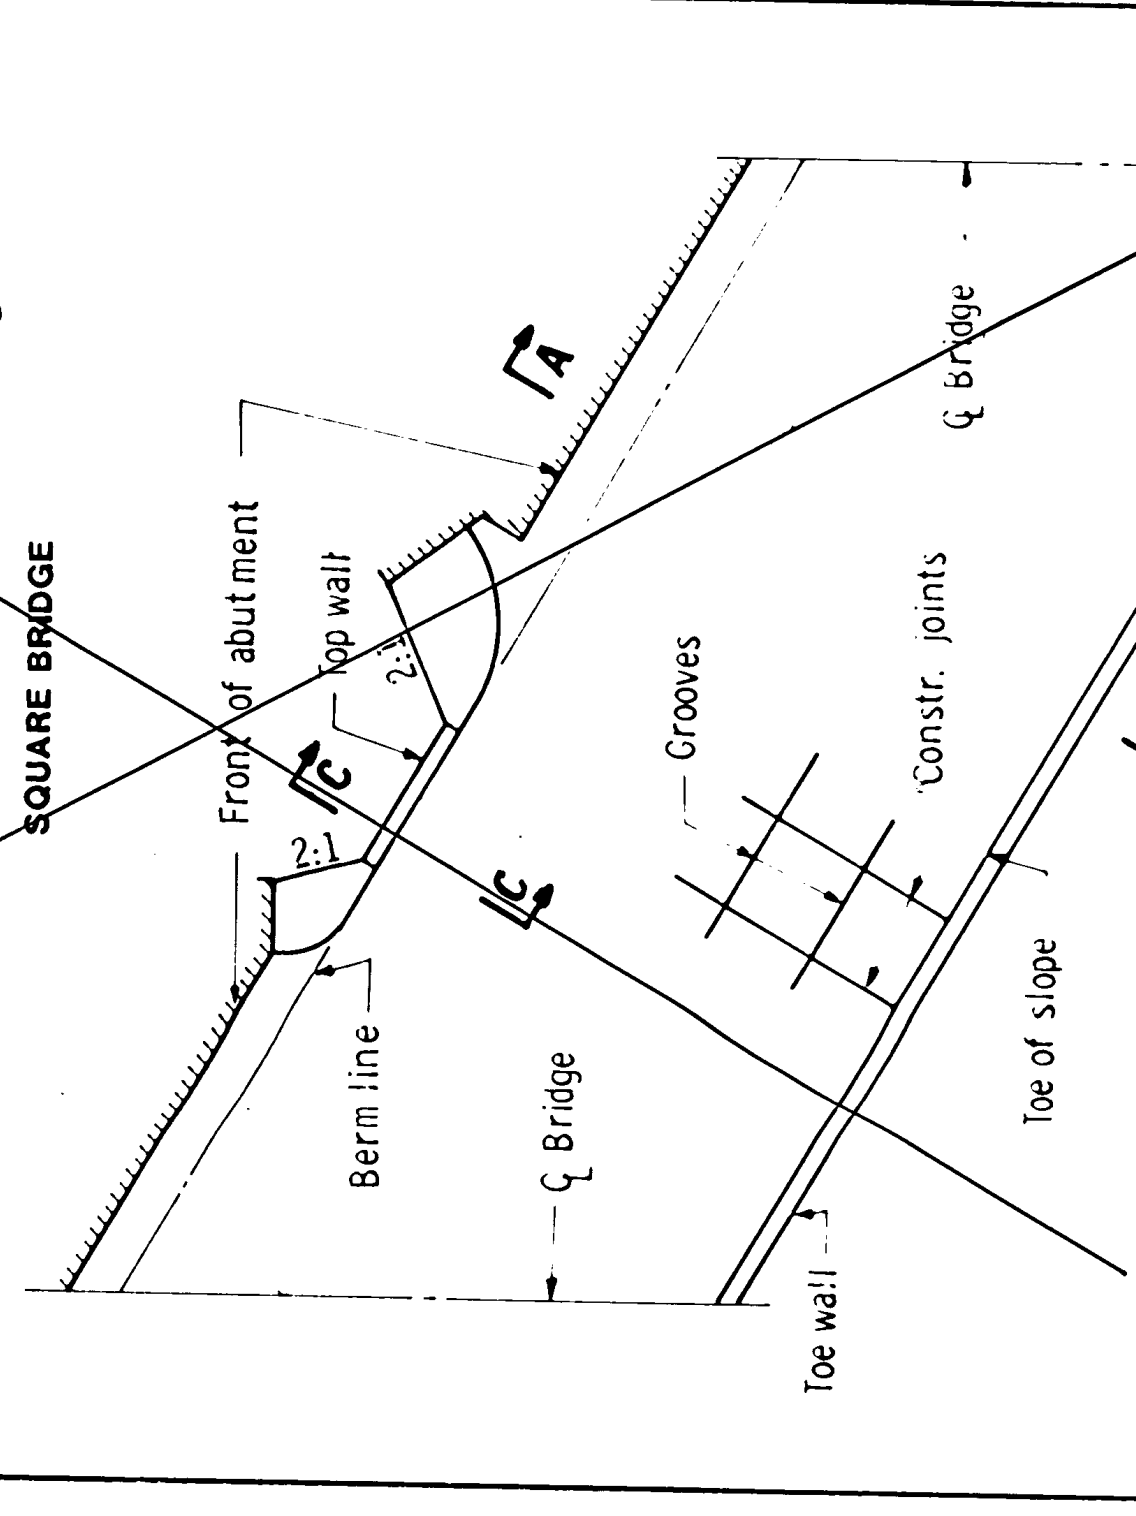 SQUARE BRIDGE
Front of abutment
Top wall
2:1
2:1
A
C
C
Berm line
℄ Bridge
℄ Bridge
Grooves
Constr. joints
Toe of slope
Toe wall